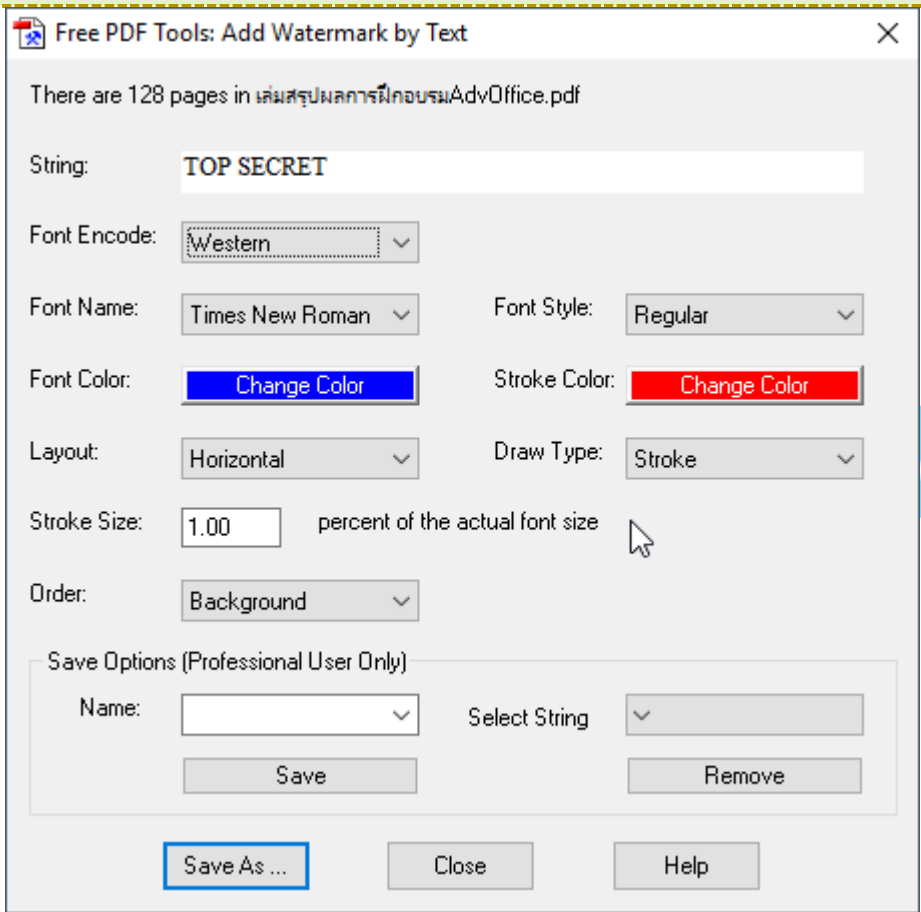 Free PDF Tools: Add Watermark by Text
There are 128 pages in เล่มสรุปผลการฝึกอบรมAdvOffice.pdf
String: TOP SECRET
Font Encode: Western
Font Name: Times New Roman Font Style: Regular
Font Color: Change Color Stroke Color: Change Color
Layout: Horizontal Draw Type: Stroke
Stroke Size: 1.00 percent of the actual font size
Order: Background
Save Options (Professional User Only)
Name: Select String
Save Remove
Save As ... Close Help